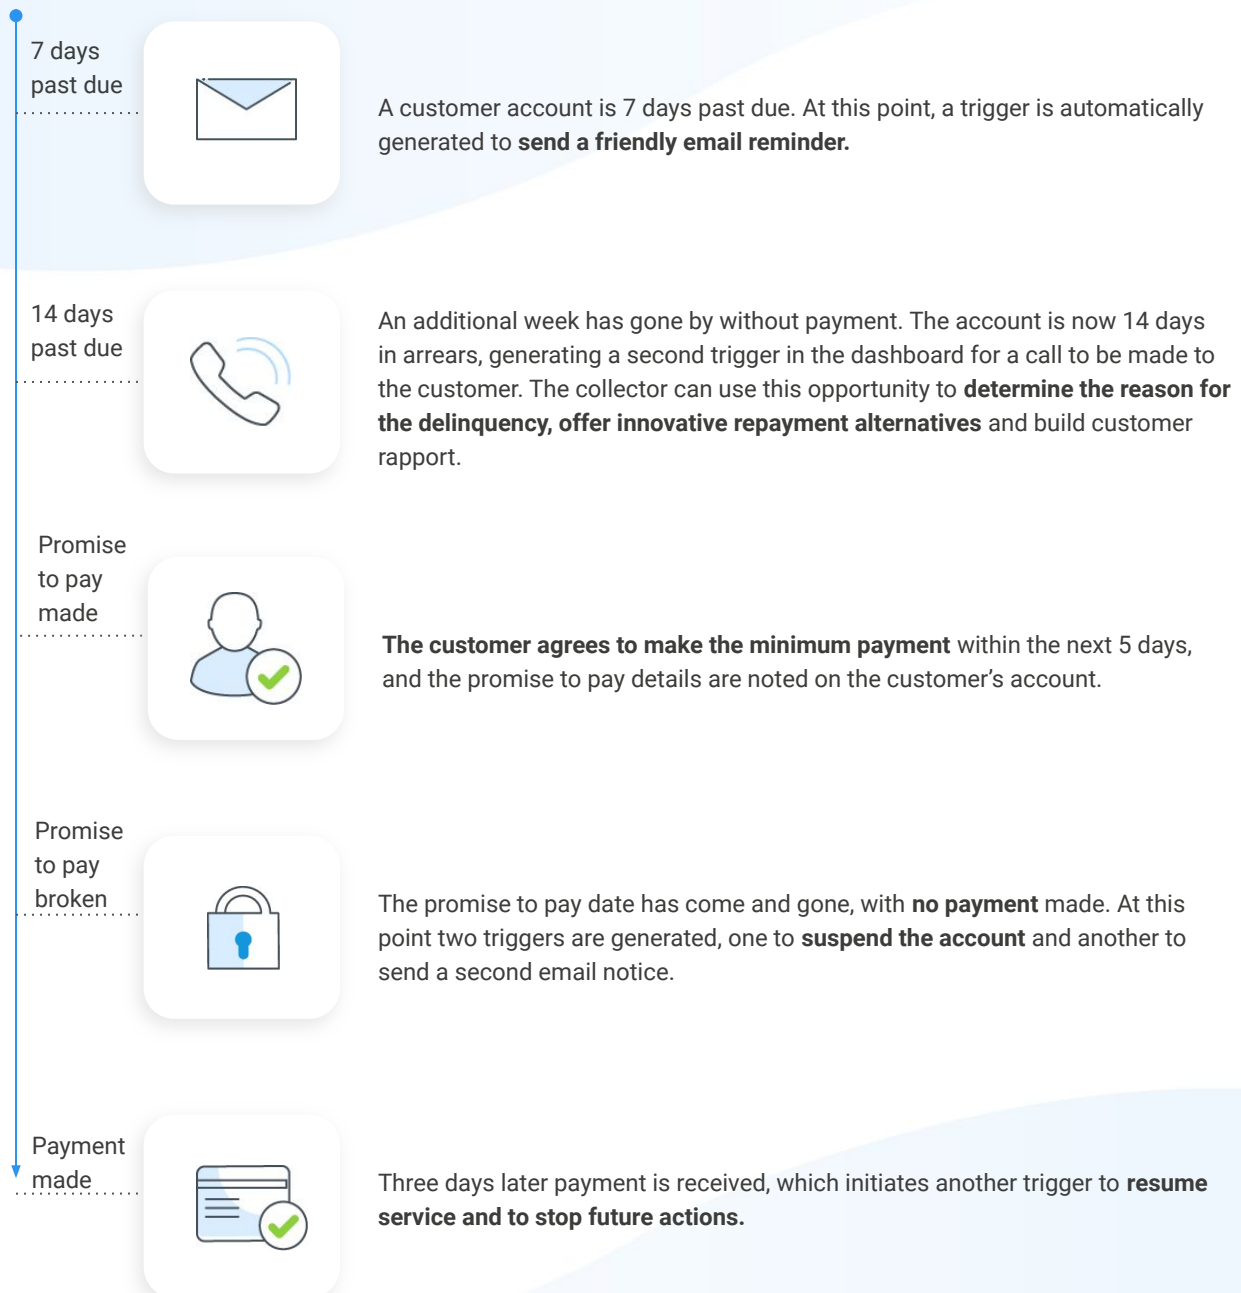 7 days
past due
A customer account is 7 days past due. At this point, a trigger is automatically
generated to send a friendly email reminder.
14 days
past due
An additional week has gone by without payment. The account is now 14 days
in arrears, generating a second trigger in the dashboard for a call to be made to
the customer. The collector can use this opportunity to determine the reason for
the delinquency, offer innovative repayment alternatives and build customer
rapport.
Promise
to pay
made
The customer agrees to make the minimum payment within the next 5 days,
and the promise to pay details are noted on the customer’s account.
Promise
to pay
broken
The promise to pay date has come and gone, with no payment made. At this
point two triggers are generated, one to suspend the account and another to
send a second email notice.
Payment
made
Three days later payment is received, which initiates another trigger to resume
service and to stop future actions.